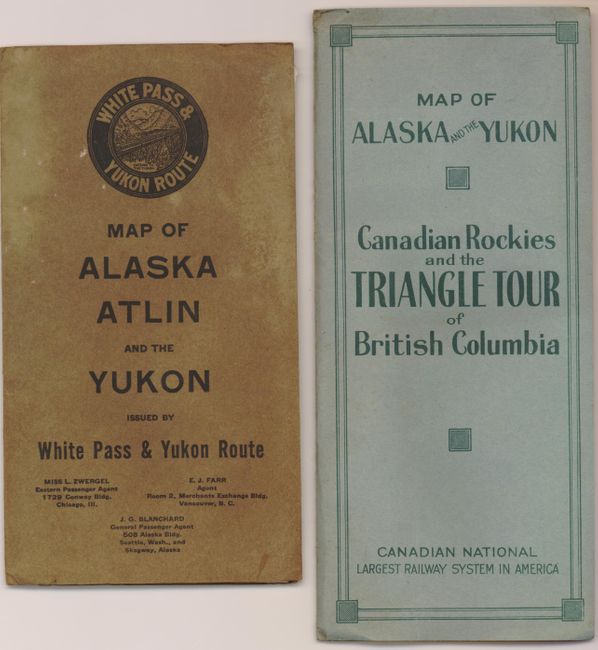 WHITE PASS &
YUKON ROUTE
MAP OF
ALASKA
ATLIN
AND THE
YUKON
ISSUED BY
White Pass & Yukon Route
MISS L. ZWERGEL
Eastern Passenger Agent
1729 Conway Bldg.
Chicago, Ill.
E. J. FARR
Agent
Room 2, Merchants Exchange Bldg.
Vancouver, B. C.
J. G. BLANCHARD
General Passenger Agent
508 Alaska Bldg.
Seattle, Wash., and
Skagway, Alaska
MAP OF
ALASKA AND THE YUKON
Canadian Rockies
and the
TRIANGLE TOUR
of
British Columbia
CANADIAN NATIONAL
LARGEST RAILWAY SYSTEM IN AMERICA